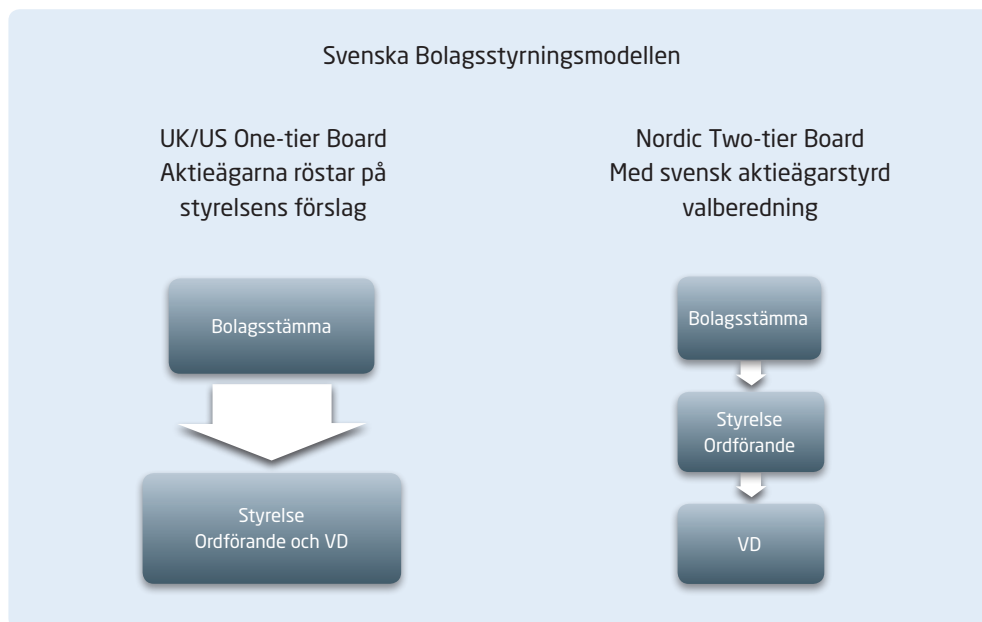 Svenska Bolagsstyrningsmodellen
UK/US One-tier Board
Aktieägarna röstar på
styrelsens förslag
Bolagsstämma
Styrelse
Ordförande och VD
Nordic Two-tier Board
Med svensk aktieägarstyrd
valberedning
Bolagsstämma
Styrelse
Ordförande
VD